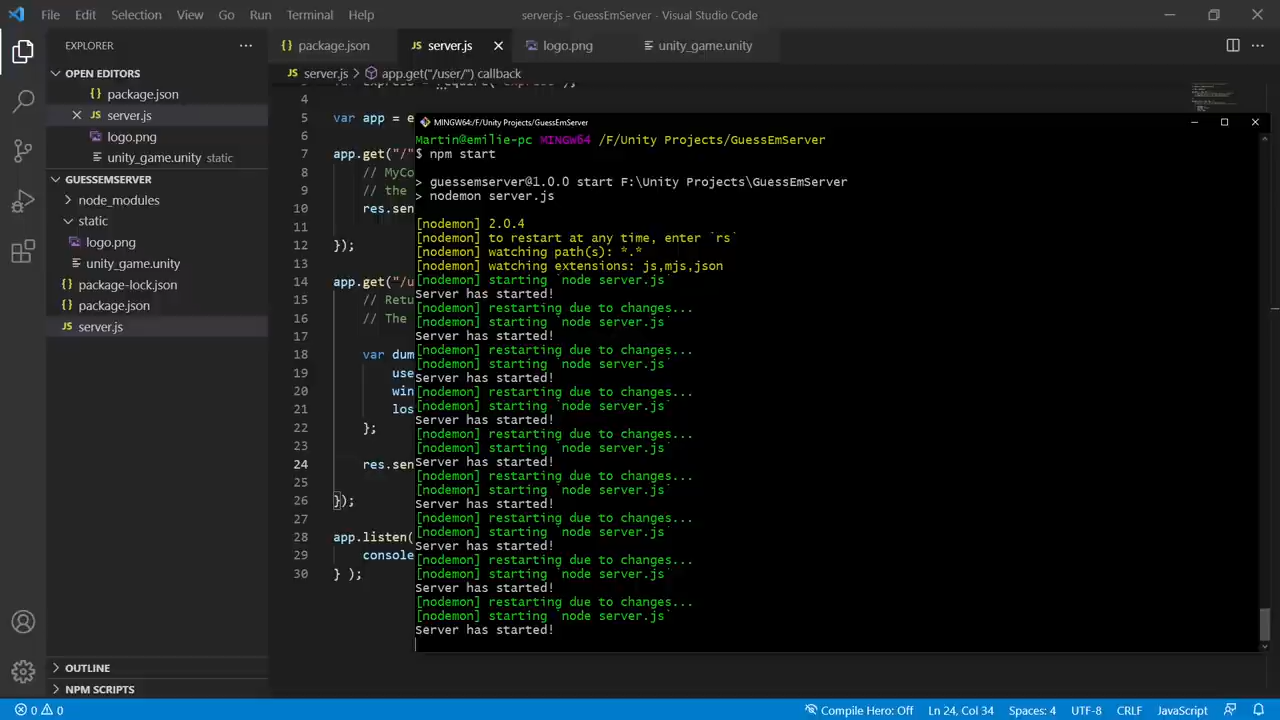 File Edit Selection View Go Run Terminal Help
server.js - GuessEmServer - Visual Studio Code
EXPLORER
package.json
server.js
logo.png
unity_game.unity
server.js > app.get("/user/") callback
OPEN EDITORS
package.json
server.js
logo.png
unity_game.unity static
GUESSEMSERVER
node_modules
static
logo.png
unity_game.unity
package-lock.json
package.json
server.js
OUTLINE
NPM SCRIPTS
4
5 var app = e
6
7 app.get("/"
8 // MyCo
9 // the
10 res.sen
11
12 });
13
14 app.get("/u
15 // Retu
16 // The
17
18 var dum
19 use
20 win
21 los
22 };
23
24 res.sen
25
26 });
27
28 app.listen(
29 console
30 } );
MINGW64:/F/Unity Projects/GuessEmServer
Martin@emilie-pc MINGW64 /F/Unity Projects/GuessEmServer
$ npm start
> guessemserver@1.0.0 start F:\Unity Projects\GuessEmServer
> nodemon server.js
[nodemon] 2.0.4
[nodemon] to restart at any time, enter `rs`
[nodemon] watching path(s): *.*
[nodemon] watching extensions: js,mjs,json
[nodemon] starting `node server.js`
Server has started!
[nodemon] restarting due to changes...
[nodemon] starting `node server.js`
Server has started!
[nodemon] restarting due to changes...
[nodemon] starting `node server.js`
Server has started!
[nodemon] restarting due to changes...
[nodemon] starting `node server.js`
Server has started!
[nodemon] restarting due to changes...
[nodemon] starting `node server.js`
Server has started!
[nodemon] restarting due to changes...
[nodemon] starting `node server.js`
Server has started!
[nodemon] restarting due to changes...
[nodemon] starting `node server.js`
Server has started!
[nodemon] restarting due to changes...
[nodemon] starting `node server.js`
Server has started!
[nodemon] restarting due to changes...
[nodemon] starting `node server.js`
Server has started!
0 0
Compile Hero: Off Ln 24, Col 34 Spaces: 4 UTF-8 CRLF JavaScript